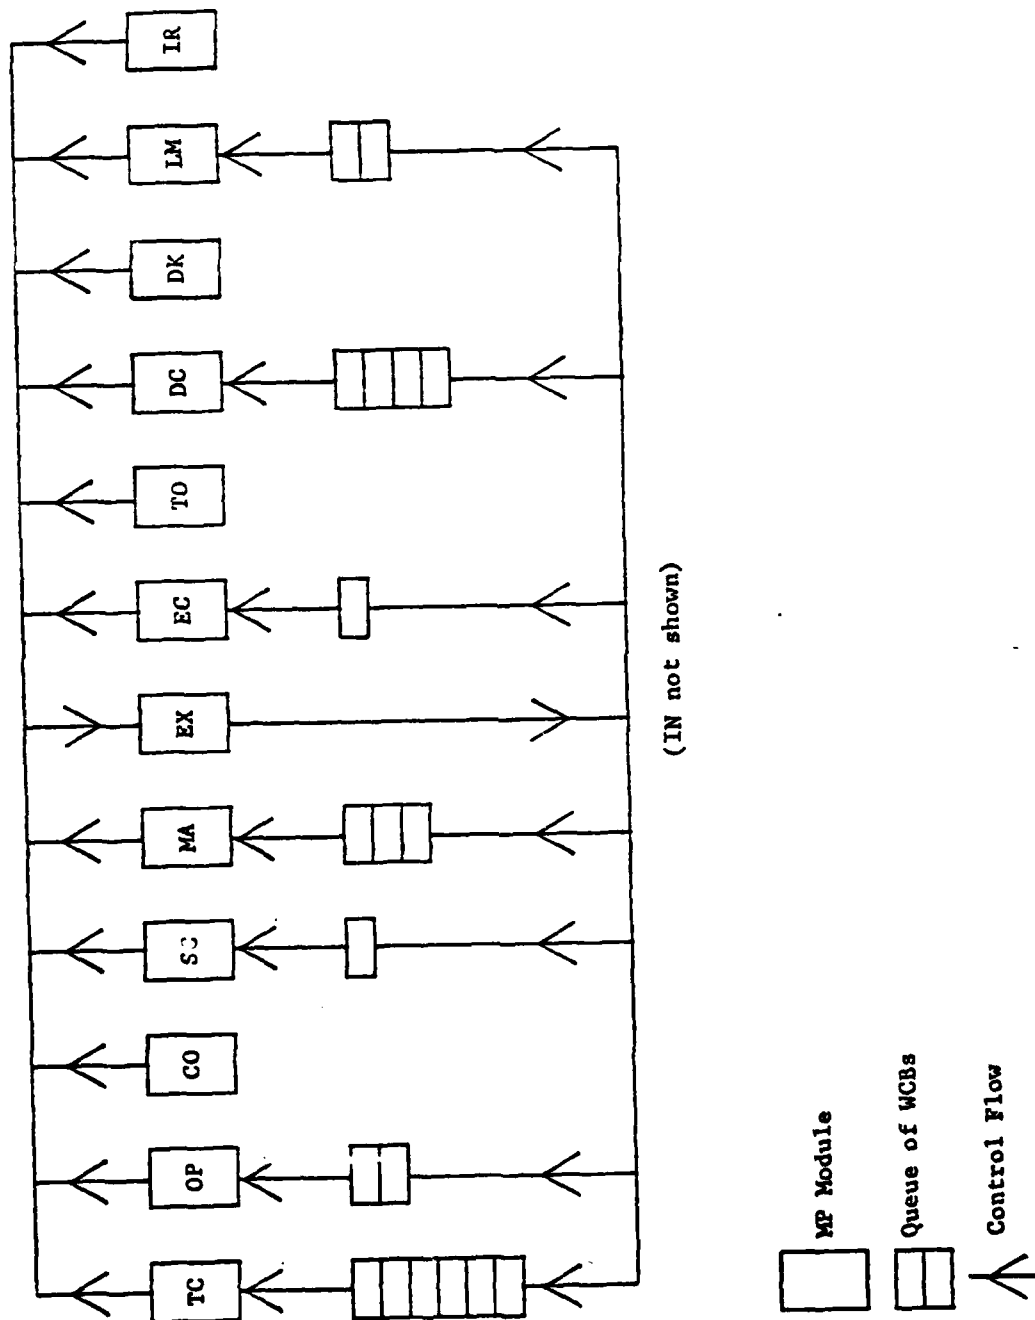 TC
OP
CO
MA
EX
EC
TO
DC
DK
LM
IR
(IN not shown)
MP Module
Queue of WCBs
Control Flow